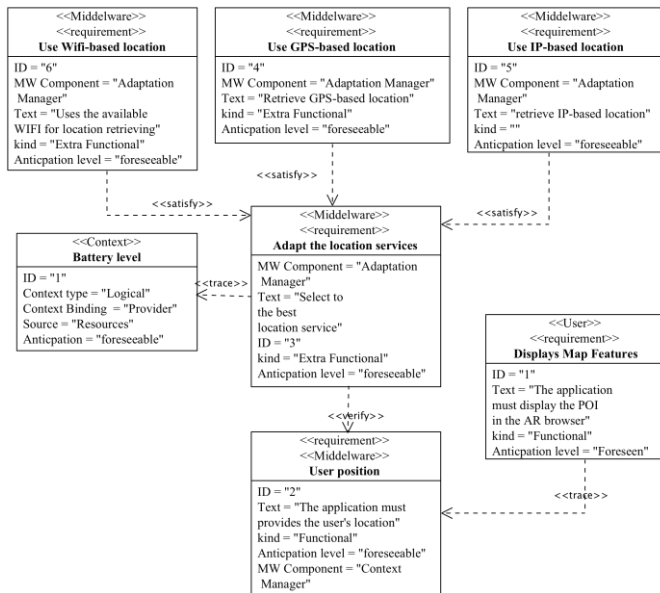 <<Middelware>>
<<requirement>>
Use Wifi-based location
ID = "6"
MW Component = "Adaptation
Manager"
Text = "Uses the available
WIFI for location retrieving"
kind = "Extra Functional"
Anticpation level = "foreseeable"
<<Middelware>>
<<requirement>>
Use GPS-based location
ID = "4"
MW Component = "Adaptation Manager"
Text = "Retrieve GPS-based location"
kind = "Extra Functional"
Anticpation level = "foreseeable"
<<Middelware>>
<<requirement>>
Use IP-based location
ID = "5"
MW Component = "Adaptation
Manager"
Text = "retrieve IP-based location"
kind = ""
Anticpation level = "foreseeable"
<<satisfy>>
<<satisfy>>
<<satisfy>>
<<Middelware>>
<<requirement>>
Adapt the location services
MW Component = "Adaptation
Manager"
Text = "Select to
the best
location service"
ID = "3"
kind = "Extra Functional"
Anticpation level = "foreseeable"
<<Context>>
Battery level
ID = "1"
Context type = "Logical"
Context Binding = "Provider"
Source = "Resources"
Anticpation = "foreseeable"
<<trace>>
<<User>>
<<requirement>>
Displays Map Features
ID = "1"
Text = "The application
must display the POI
in the AR browser"
kind = "Functional"
Anticpation level = "Foreseen"
<<verify>>
<<trace>>
<<requirement>>
<<Middelware>>
User position
ID = "2"
Text = "The application must
provides the user's location"
kind = "Functional"
Anticpation level = "foreseeable"
MW Component = "Context
Manager"